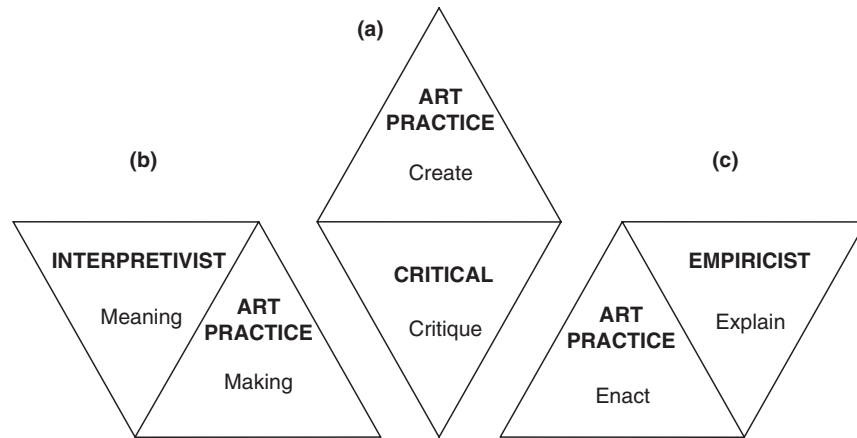 (a)
ART
PRACTICE
Create
CRITICAL
Critique
(b)
INTERPRETIVIST
Meaning
ART
PRACTICE
Making
(c)
ART
PRACTICE
Enact
EMPIRICIST
Explain